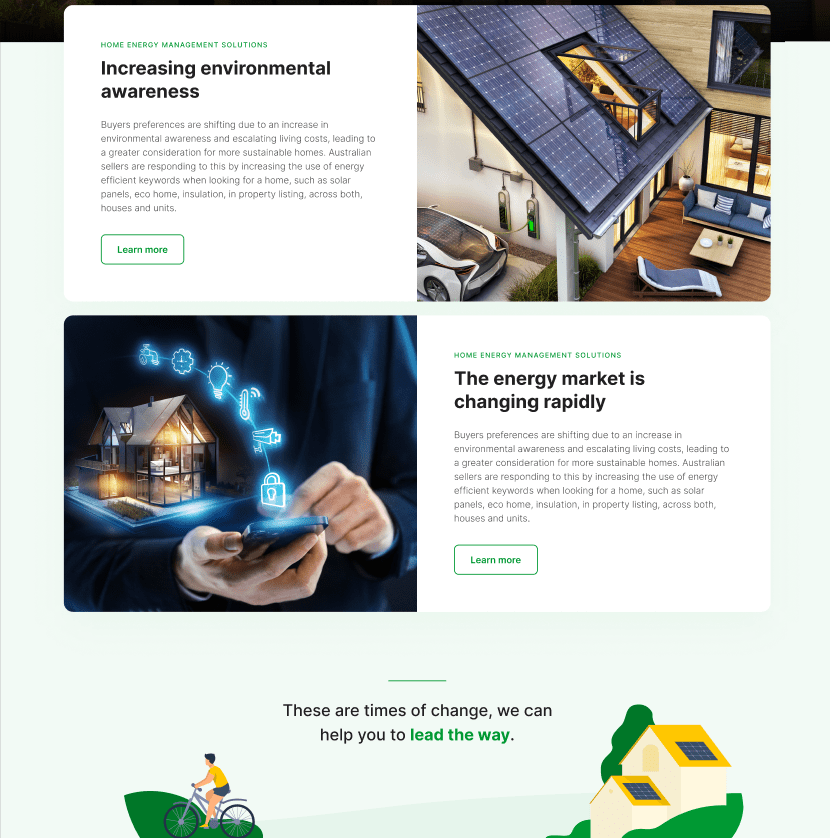 HOME ENERGY MANAGEMENT SOLUTIONS
Increasing environmental
awareness
Buyers preferences are shifting due to an increase in
environmental awareness and escalating living costs, leading to
a greater consideration for more sustainable homes. Australian
sellers are responding to this by increasing the use of energy
efficient keywords when looking for a home, such as solar
panels, eco home, insulation, in property listing, across both,
houses and units.
Learn more
HOME ENERGY MANAGEMENT SOLUTIONS
The energy market is
changing rapidly
Buyers preferences are shifting due to an increase in
environmental awareness and escalating living costs, leading to
a greater consideration for more sustainable homes. Australian
sellers are responding to this by increasing the use of energy
efficient keywords when looking for a home, such as solar
panels, eco home, insulation, in property listing, across both,
houses and units.
Learn more
These are times of change, we can
help you to lead the way.